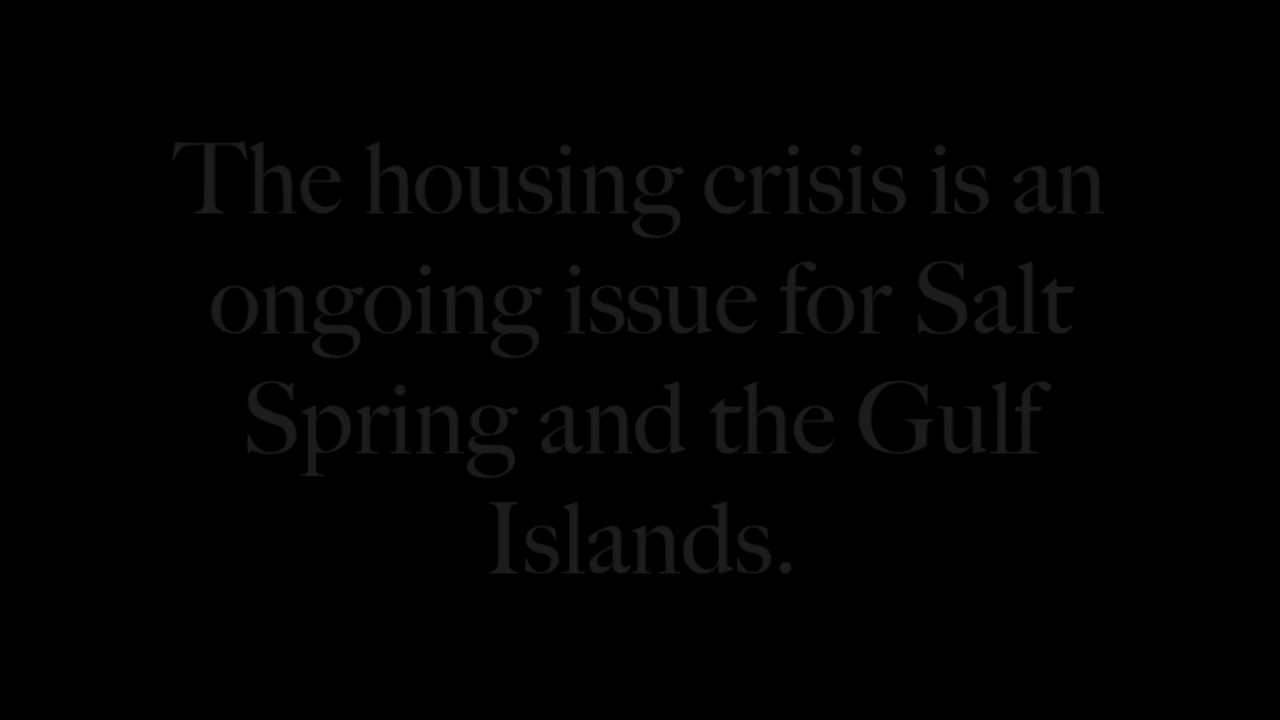 The housing crisis is an
ongoing issue for Salt
Spring and the Gulf
Islands.